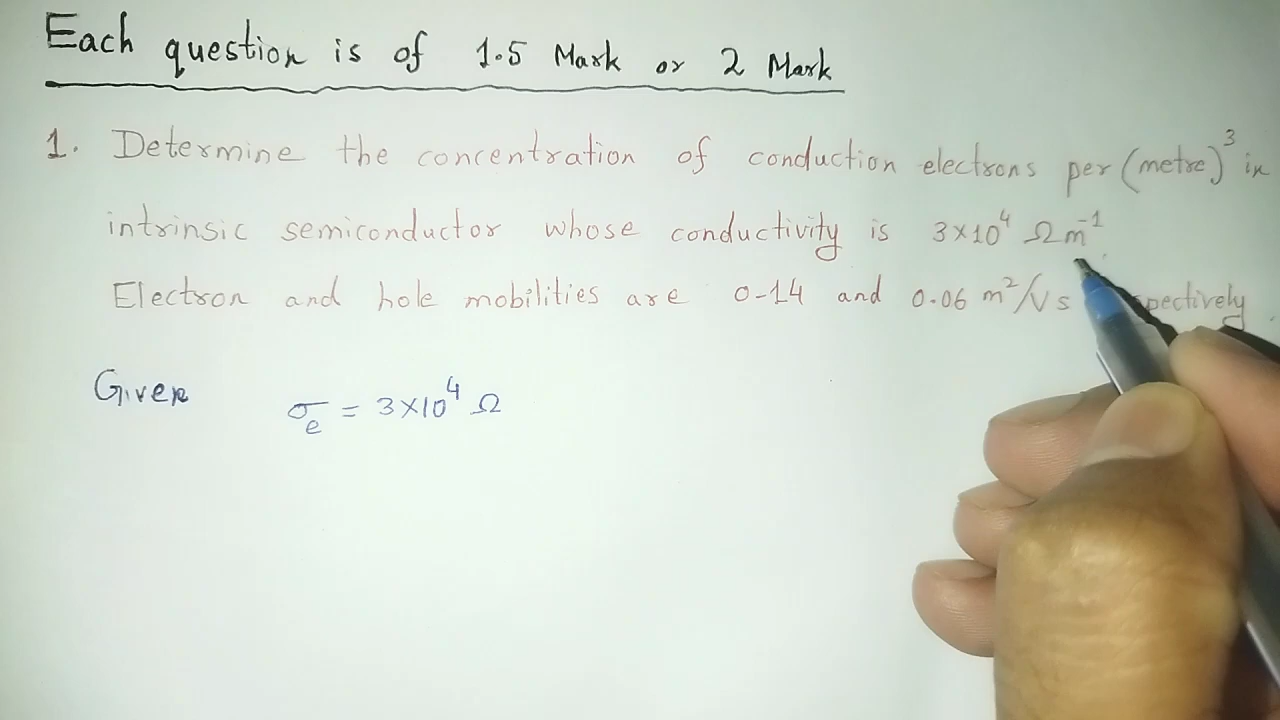 Each question is of 1.5 Mark or 2 Mark
1. Determine the concentration of conduction electrons per (metre)³ in
intrinsic semiconductor whose conductivity is 3×10⁴ Ω m⁻¹
Electron and hole mobilities are 0.14 and 0.06 m²/Vs spectively.
Given σₑ = 3×10⁴ Ω